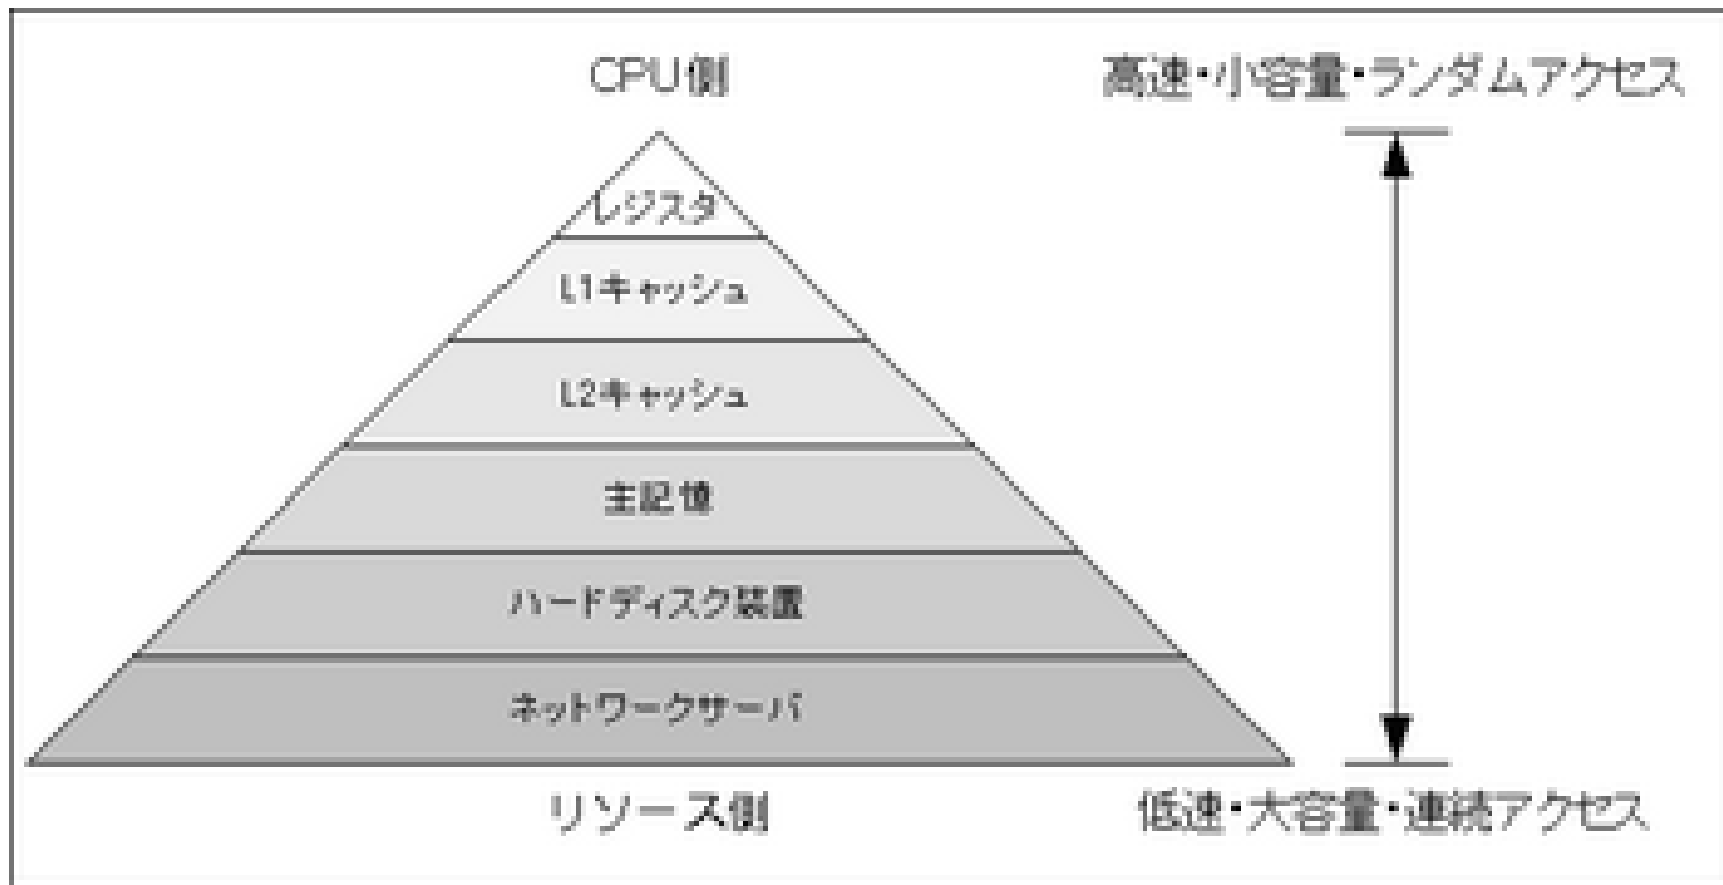 CPU側
高速・小容量・ランダムアクセス
レジスタ
L1キャッシュ
L2キャッシュ
主記憶
ハードディスク装置
ネットワークサーバ
リソース側
低速・大容量・連続アクセス